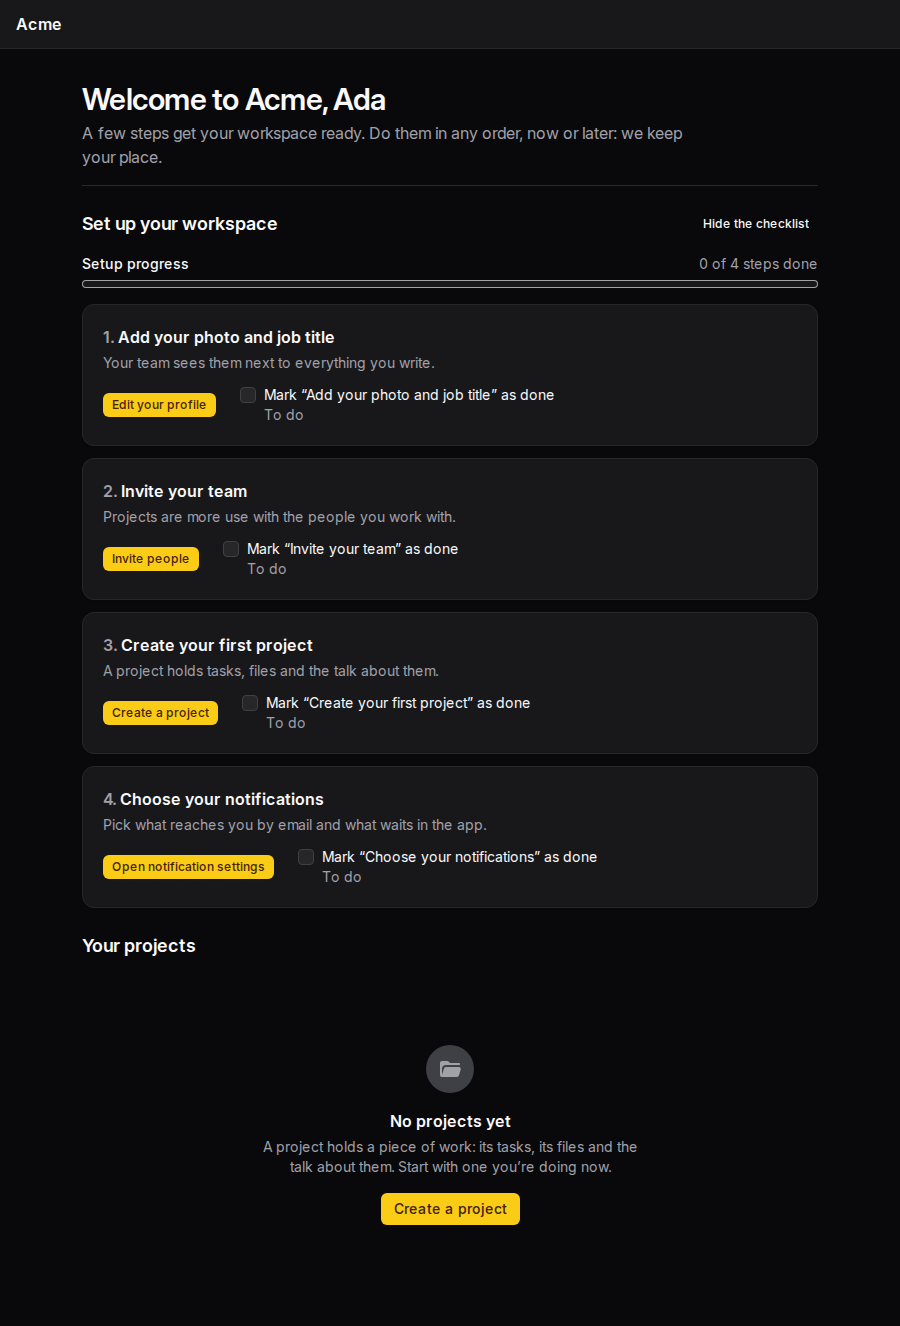 Acme
Welcome to Acme, Ada
A few steps get your workspace ready. Do them in any order, now or later: we keep
your place.
Set up your workspace
Hide the checklist
Setup progress
0 of 4 steps done
1. Add your photo and job title
Your team sees them next to everything you write.
Edit your profile
Mark “Add your photo and job title” as done
To do
2. Invite your team
Projects are more use with the people you work with.
Invite people
Mark “Invite your team” as done
To do
3. Create your first project
A project holds tasks, files and the talk about them.
Create a project
Mark “Create your first project” as done
To do
4. Choose your notifications
Pick what reaches you by email and what waits in the app.
Open notification settings
Mark “Choose your notifications” as done
To do
Your projects
No projects yet
A project holds a piece of work: its tasks, its files and the
talk about them. Start with one you’re doing now.
Create a project